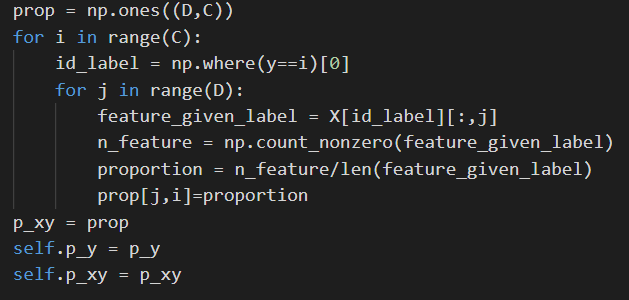 prop = np.ones((D,C))
for i in range(C):
    id_label = np.where(y==i)[0]
    for j in range(D):
        feature_given_label = X[id_label][:,j]
        n_feature = np.count_nonzero(feature_given_label)
        proportion = n_feature/len(feature_given_label)
        prop[j,i]=proportion
p_xy = prop
self.p_y = p_y
self.p_xy = p_xy